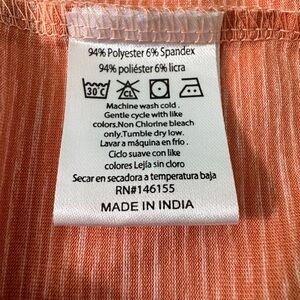 94% Polyester 6% Spandex
94% poliéster 6% licra
30 CL
Machine wash cold .
Gentle cycle with like
colors,Non Chlorine bleach
only.Tumble dry low.
Lavar a máquina en frío .
Ciclo suave con like
colores Lejía sin cloro
Secar en secadora a temperatura baja
RN#146155
MADE IN INDIA